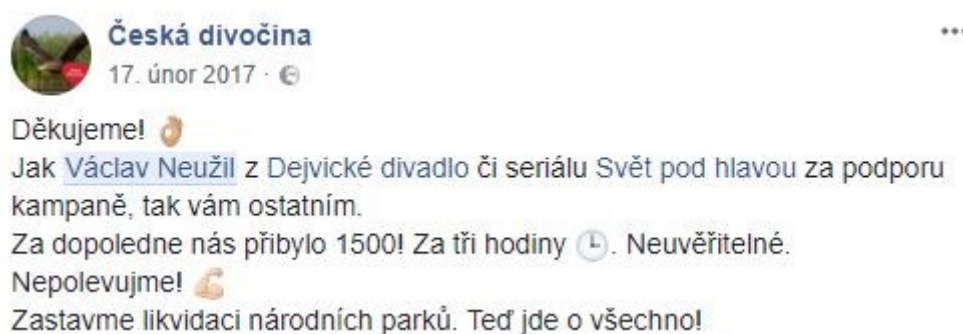 Česká divočina
17. únor 2017 ·
Děkujeme! 👌🏼
Jak Václav Neužil z Dejvické divadlo či seriálu Svět pod hlavou za podporu
kampaně, tak vám ostatním.
Za dopoledne nás přibylo 1500! Za tři hodiny 🕒. Neuvěřitelné.
Nepolevujme! 💪🏼
Zastavme likvidaci národních parků. Teď jde o všechno!